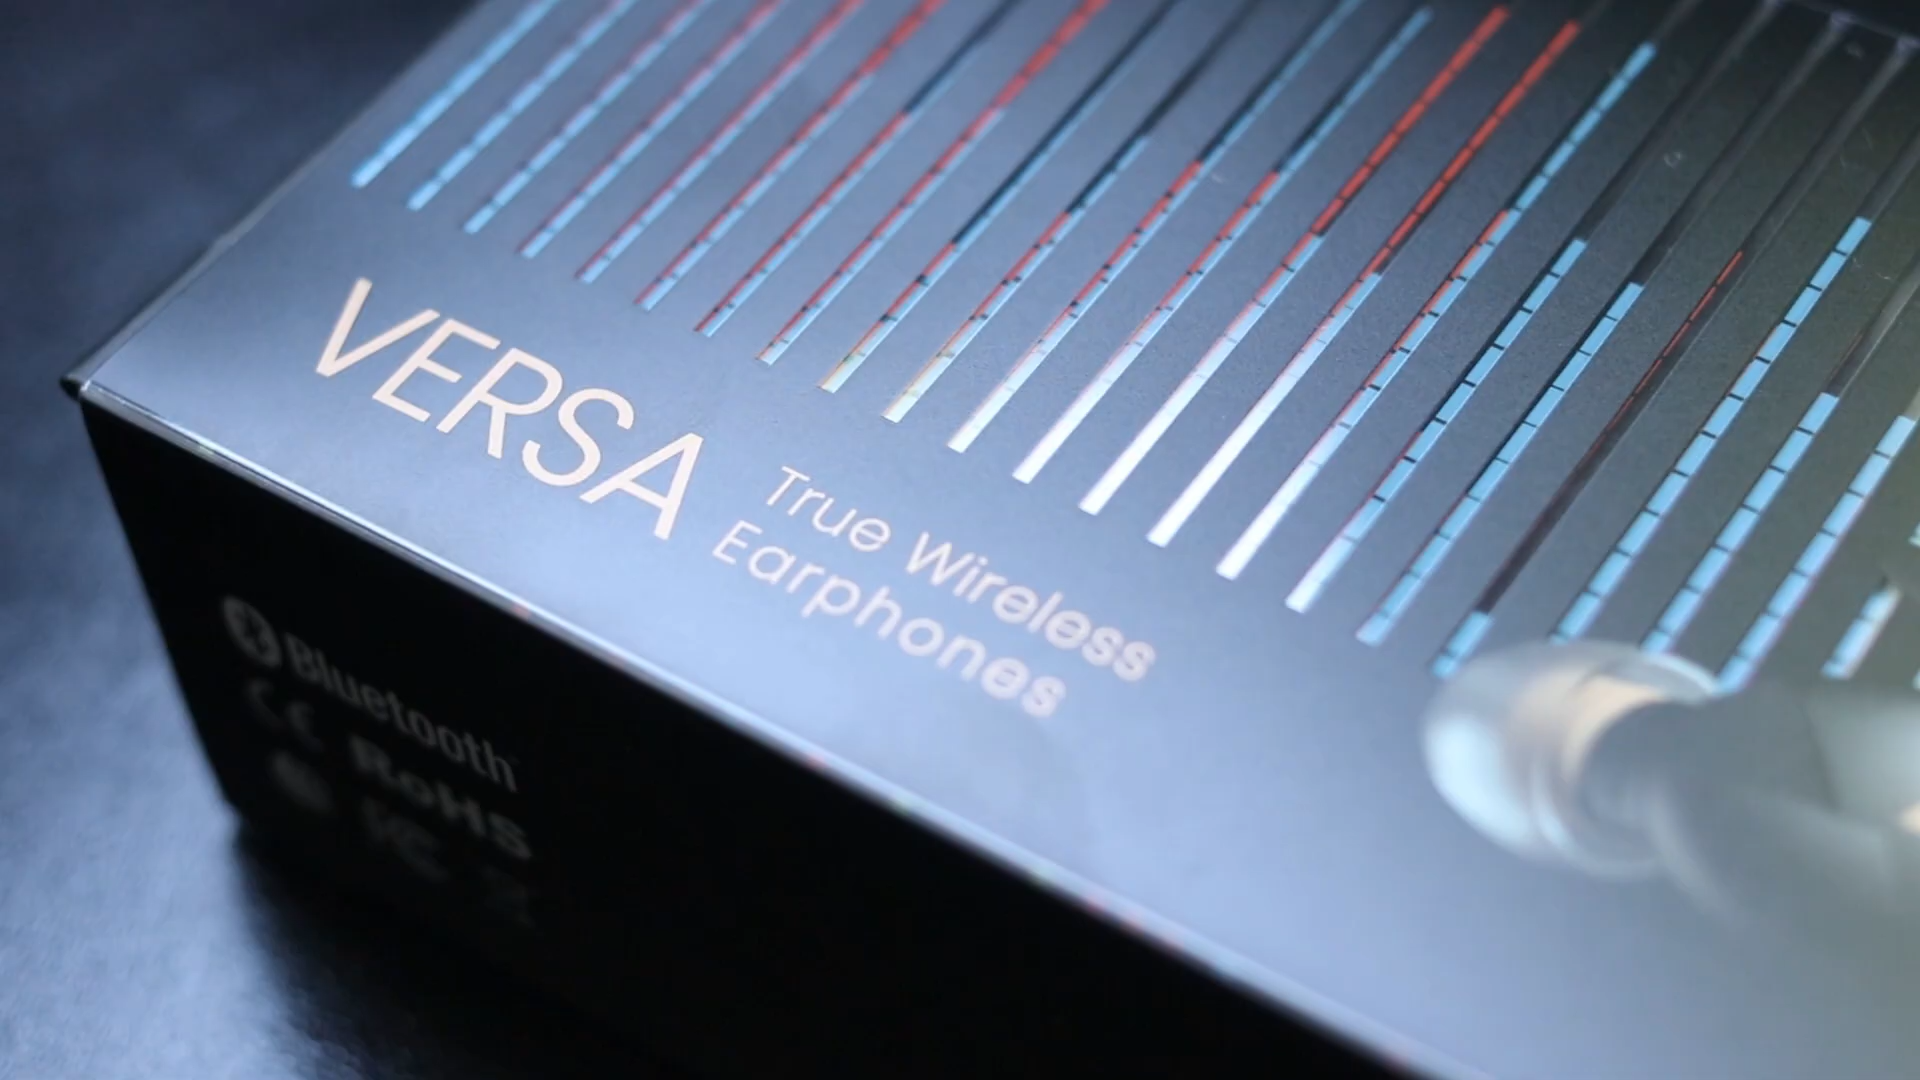 VERSA
True Wireless
Earphones
Bluetooth
CE RoHS